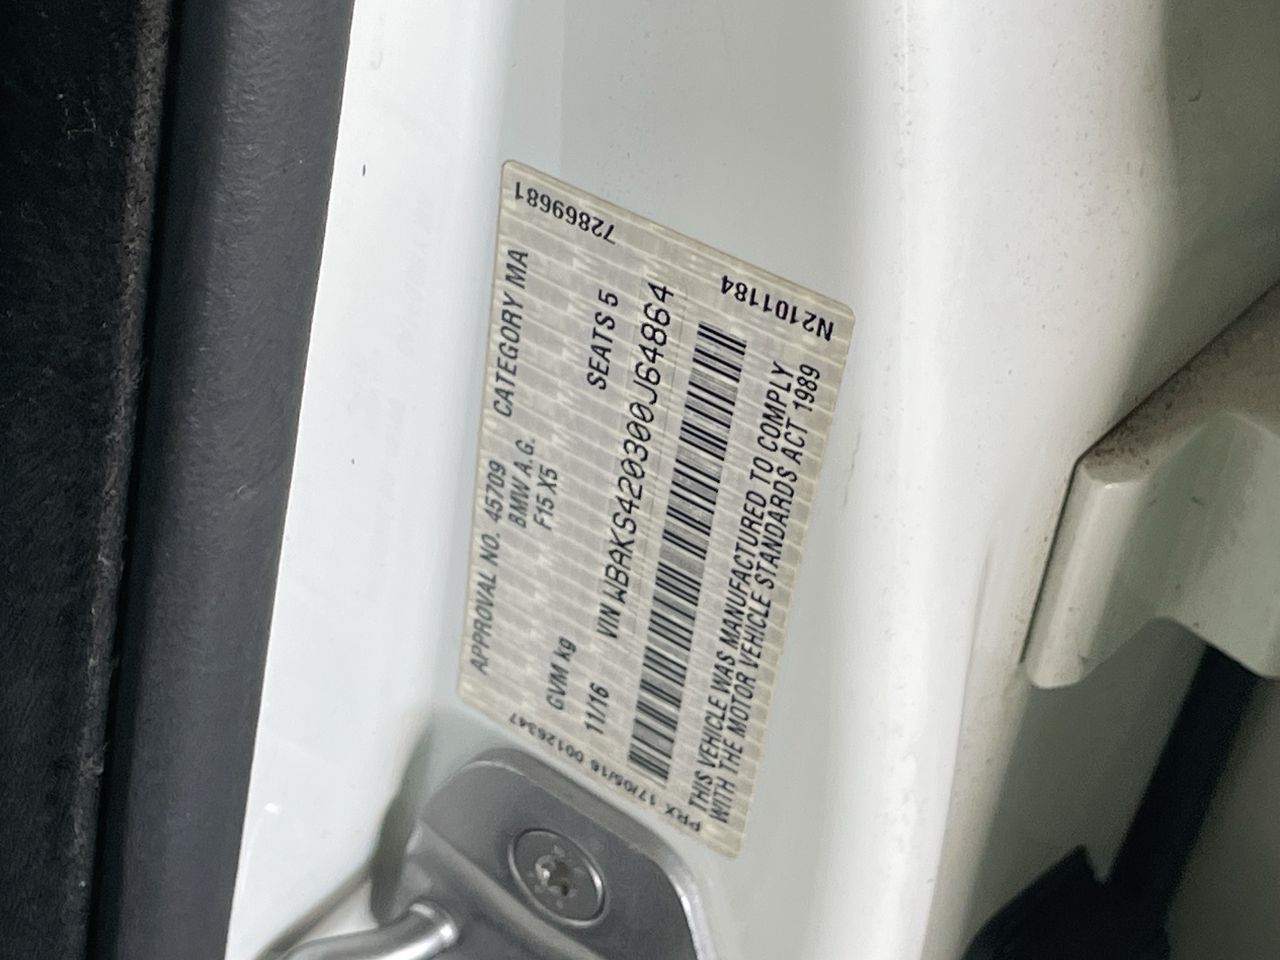 72869681
N2101184
APPROVAL NO. 45709 CATEGORY MA
BMW A.G.
F15 X5
GVM kg SEATS 5
11/16 VIN WBAKS420300J64864
THIS VEHICLE WAS MANUFACTURED TO COMPLY
WITH THE MOTOR VEHICLE STANDARDS ACT 1989
PRX 17/05/16 00126347